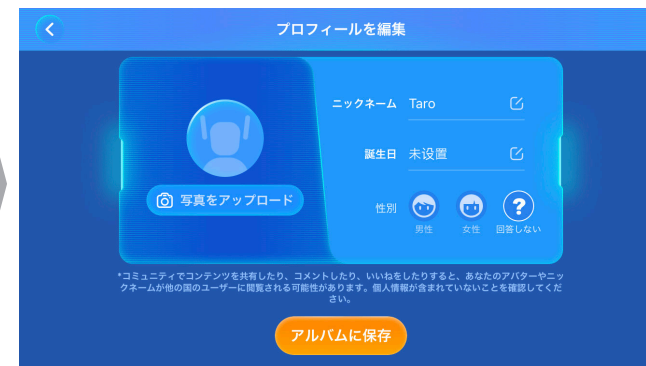 プロフィールを編集
ニックネーム Taro
誕生日 未设置
写真をアップロード
性別
男性 女性 回答しない
*コミュニティでコンテンツを共有したり、コメントしたり、いいねをしたりすると、あなたのアバターやニッ
クネームが他の国のユーザーに閲覧される可能性があります。個人情報が含まれていないことを確認してくだ
さい。
アルバムに保存